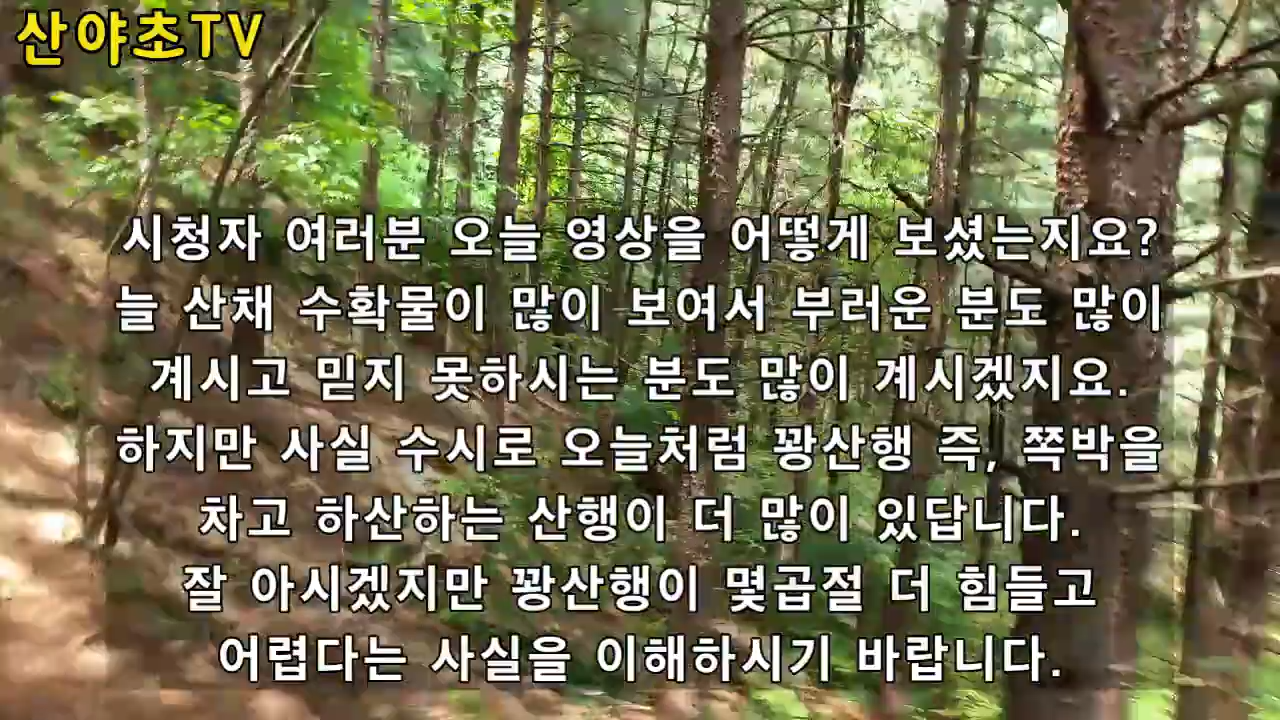 산야초TV
시청자 여러분 오늘 영상을 어떻게 보셨는지요?
늘 산채 수확물이 많이 보여서 부러운 분도 많이
계시고 믿지 못하시는 분도 많이 계시겠지요.
하지만 사실 수시로 오늘처럼 꽝산행 즉, 쪽박을
차고 하산하는 산행이 더 많이 있답니다.
잘 아시겠지만 꽝산행이 몇곱절 더 힘들고
어렵다는 사실을 이해하시기 바랍니다.